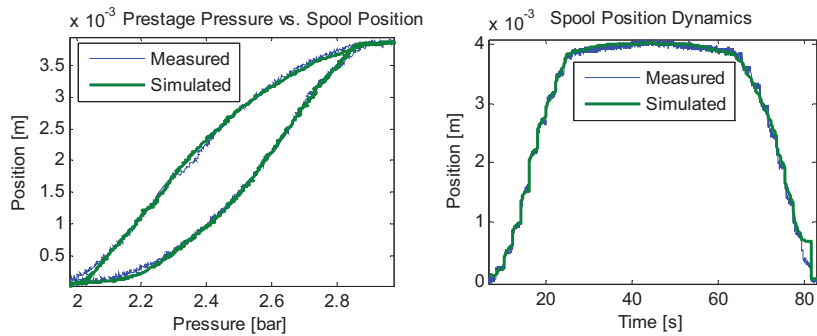 x 10⁻³ Prestage Pressure vs. Spool Position
3.5
3
2.5
2
1.5
1
0.5
Position [m]
Measured
Simulated
2
2.2
2.4
2.6
2.8
Pressure [bar]
x 10⁻³
Spool Position Dynamics
4
3
2
1
0
Position [m]
Measured
Simulated
20
40
60
80
Time [s]